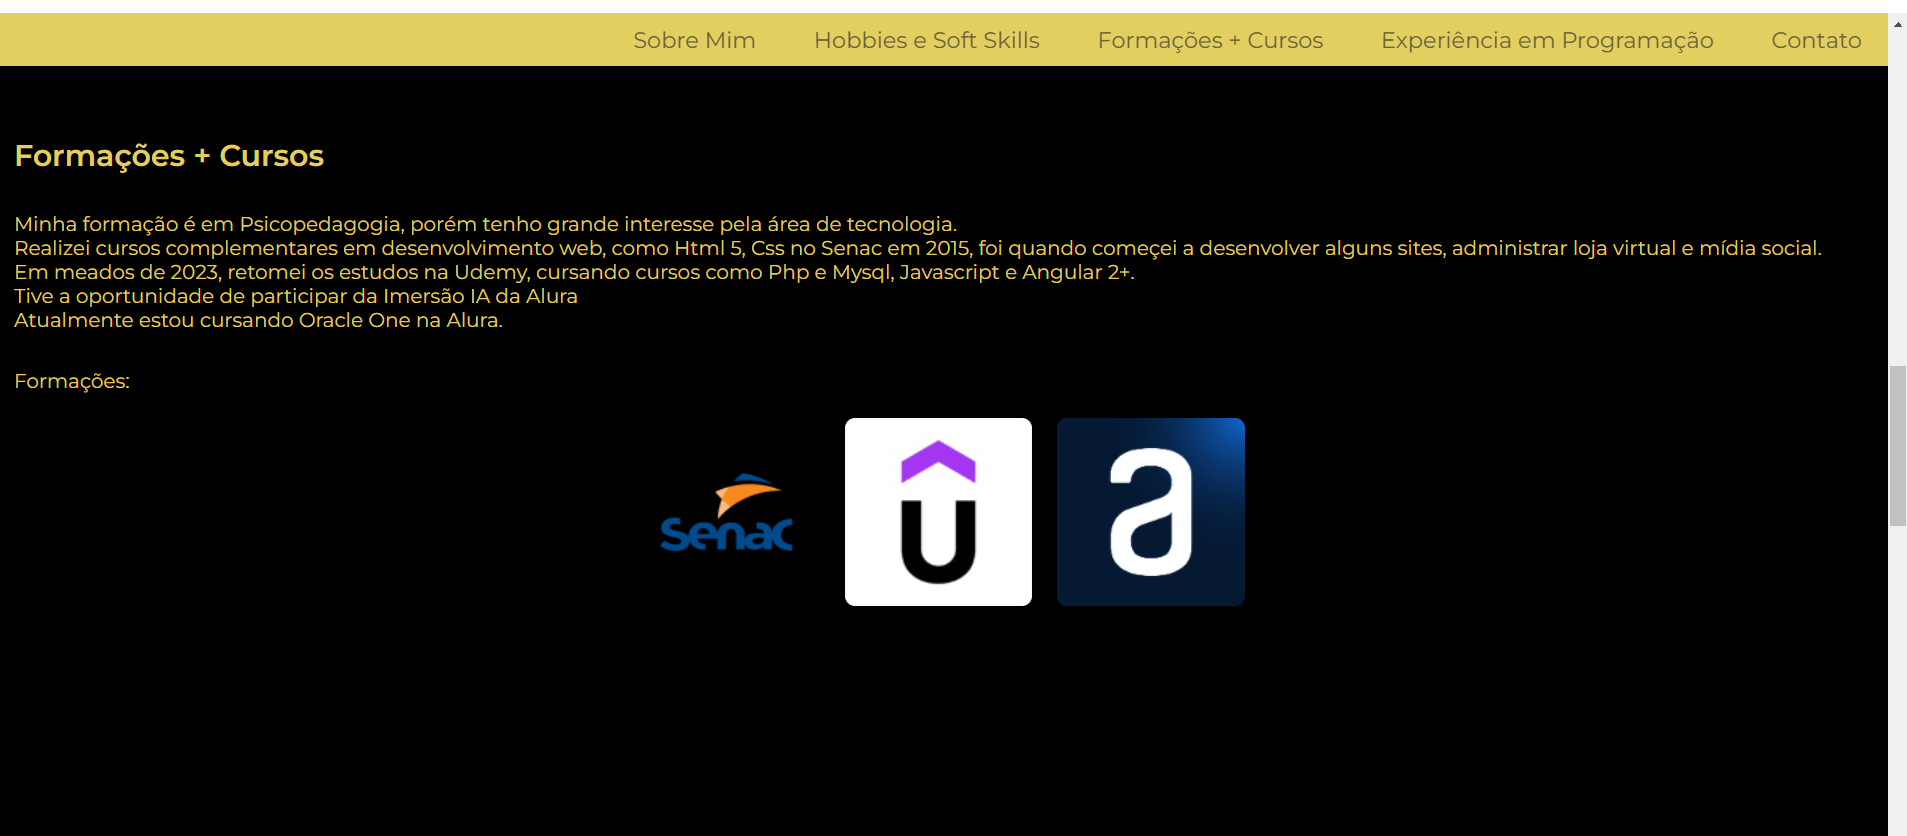 Sobre Mim Hobbies e Soft Skills Formações + Cursos Experiência em Programação Contato
Formações + Cursos
Minha formação é em Psicopedagogia, porém tenho grande interesse pela área de tecnologia.
Realizei cursos complementares em desenvolvimento web, como Html 5, Css no Senac em 2015, foi quando começei a desenvolver alguns sites, administrar loja virtual e mídia social.
Em meados de 2023, retomei os estudos na Udemy, cursando cursos como Php e Mysql, Javascript e Angular 2+.
Tive a oportunidade de participar da Imersão IA da Alura
Atualmente estou cursando Oracle One na Alura.
Formações:
Senac û a